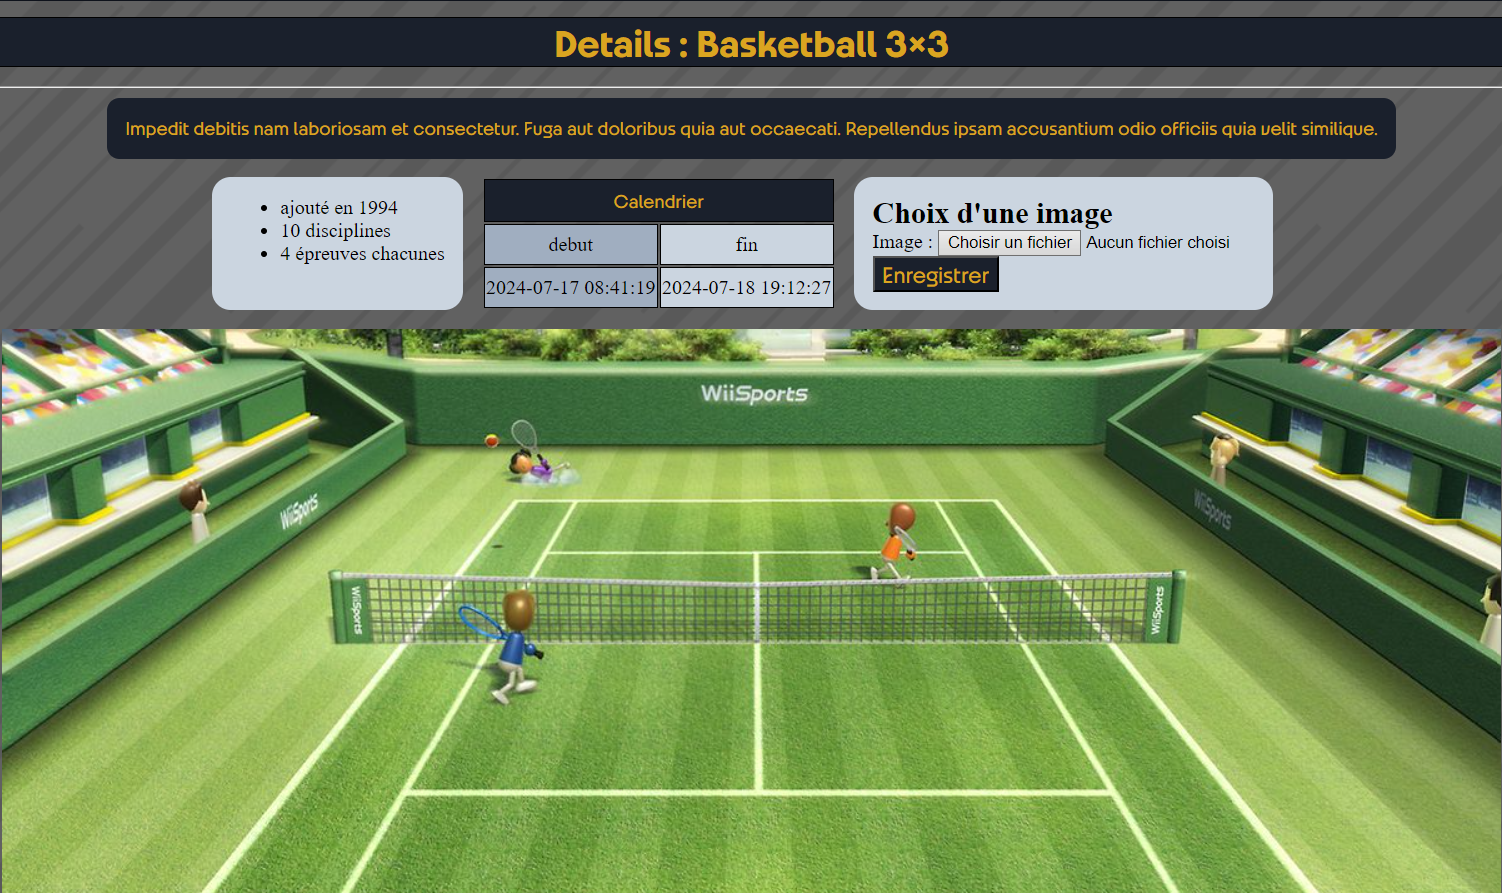 Details : Basketball 3×3
Impedit debitis nam laboriosam et consectetur. Fuga aut doloribus quia aut occaecati. Repellendus ipsam accusantium odio officiis quia velit similique.
ajouté en 1994
10 disciplines
4 épreuves chacunes
Calendrier
debut fin
2024-07-17 08:41:19 2024-07-18 19:12:27
Choix d'une image
Image : Choisir un fichier Aucun fichier choisi
Enregistrer
WiiSports
WiiSports
WiiSports
WiiSports
WiiSports